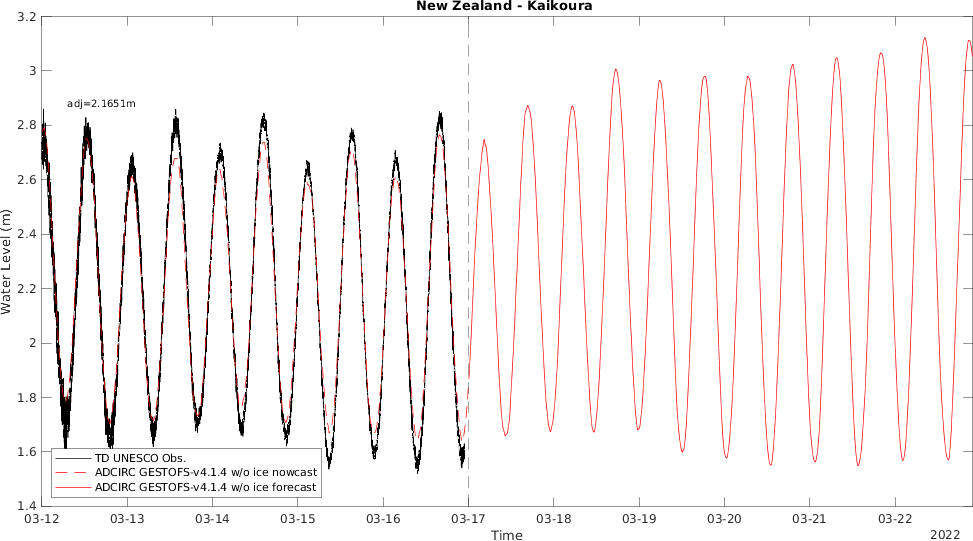 New Zealand - Kaikoura
3.2
3
2.8
2.6
2.4
2.2
2
1.8
1.6
1.4
Water Level (m)
adj=2.1651m
TD UNESCO Obs.
ADCIRC GESTOFS-v4.1.4 w/o ice nowcast
ADCIRC GESTOFS-v4.1.4 w/o ice forecast
03-12 03-13 03-14 03-15 03-16 03-17 03-18 03-19 03-20 03-21 03-22
Time
2022